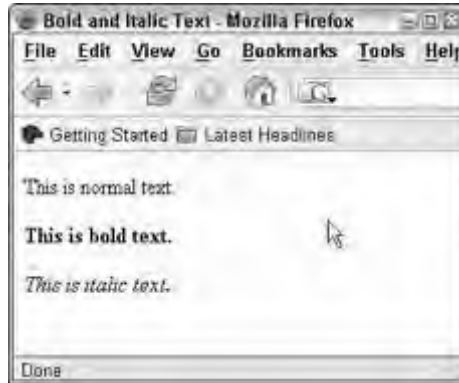 Bold and Italic Text - Mozilla Firefox
File Edit View Go Bookmarks Tools Help
Getting Started Latest Headlines
This is normal text.
This is bold text.
This is italic text.
Done